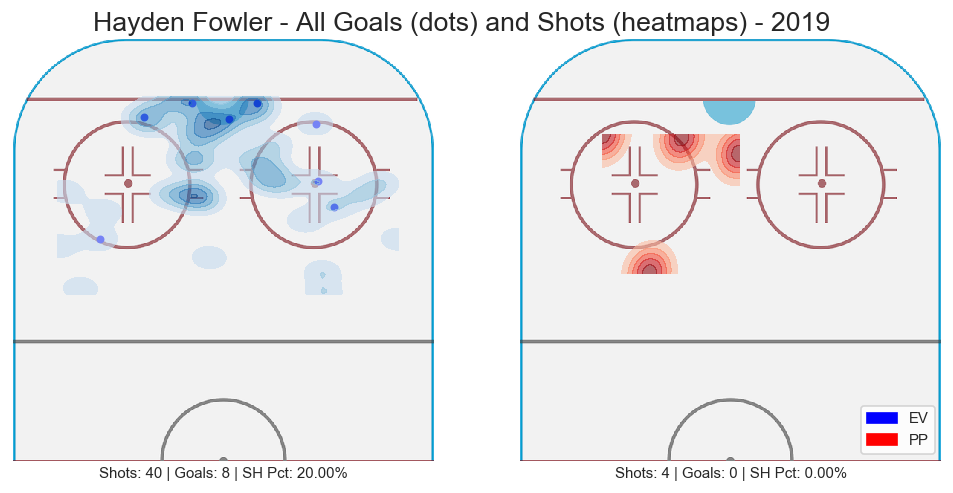 Hayden Fowler - All Goals (dots) and Shots (heatmaps) - 2019
EV
PP
Shots: 40 | Goals: 8 | SH Pct: 20.00%
Shots: 4 | Goals: 0 | SH Pct: 0.00%